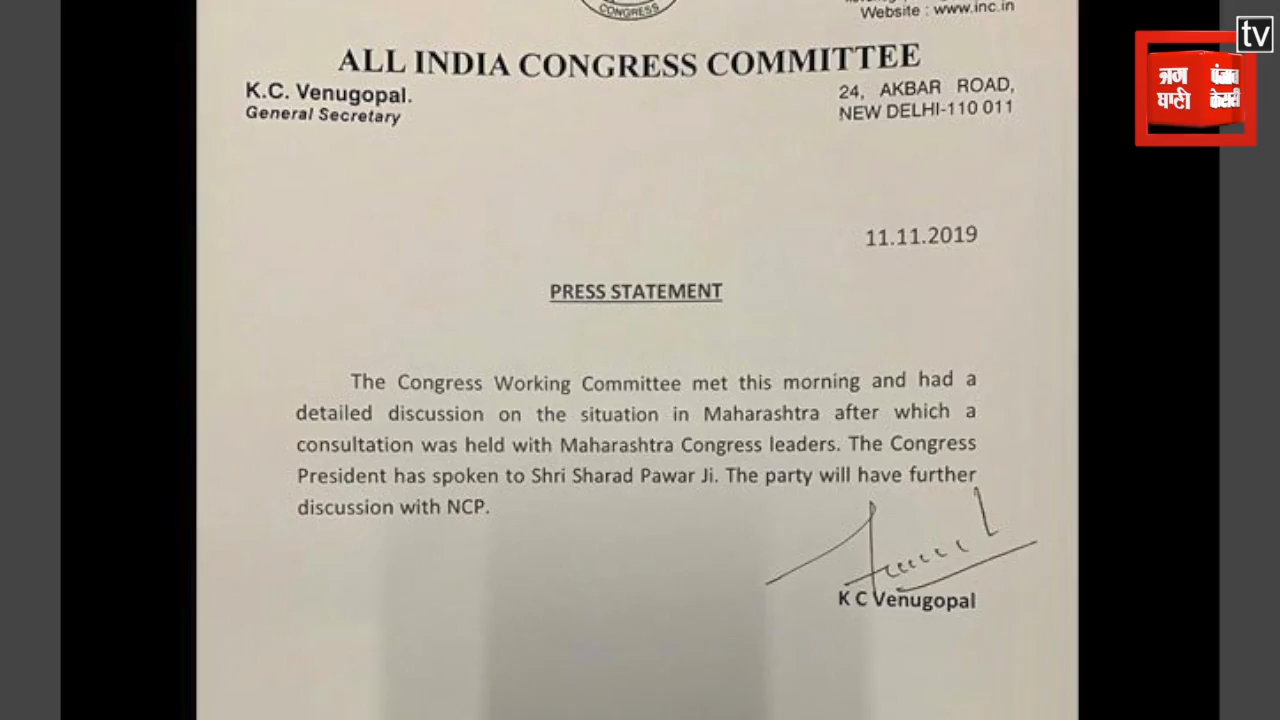 CONGRESS
Website : www.inc.in
tv
ALL INDIA CONGRESS COMMITTEE
K.C. Venugopal.
General Secretary
24, AKBAR ROAD,
NEW DELHI-110 011
ਜਗ ਬਾਣੀ
पंजाब केसरी
11.11.2019
PRESS STATEMENT
The Congress Working Committee met this morning and had a
detailed discussion on the situation in Maharashtra after which a
consultation was held with Maharashtra Congress leaders. The Congress
President has spoken to Shri Sharad Pawar Ji. The party will have further
discussion with NCP.
K C Venugopal